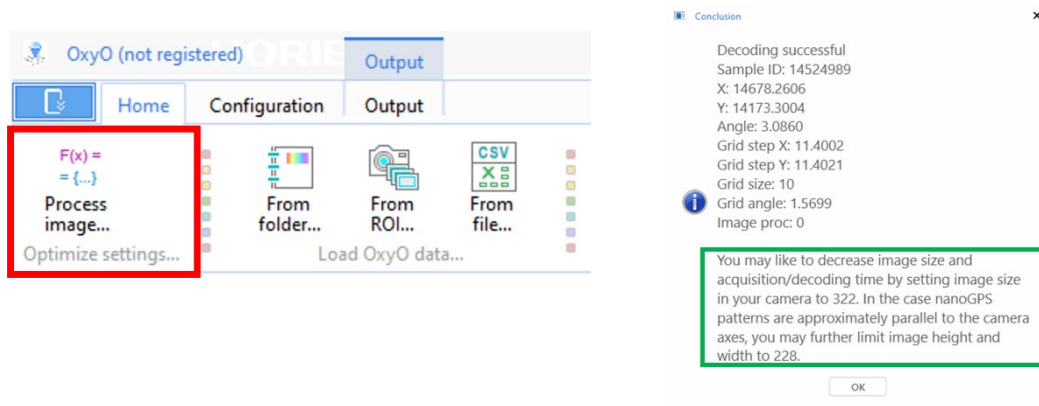 OxyO (not registered)
Output
Home
Configuration
Output
F(x) =
= {...}
Process
image...
Optimize settings...
From
folder...
From
ROI...
CSV
From
file...
Load OxyO data...
Conclusion
Decoding successful
Sample ID: 14524989
X: 14678.2606
Y: 14173.3004
Angle: 3.0860
Grid step X: 11.4002
Grid step Y: 11.4021
Grid size: 10
Grid angle: 1.5699
Image proc: 0
You may like to decrease image size and
acquisition/decoding time by setting image size
in your camera to 322. In the case nanoGPS
patterns are approximately parallel to the camera
axes, you may further limit image height and
width to 228.
OK